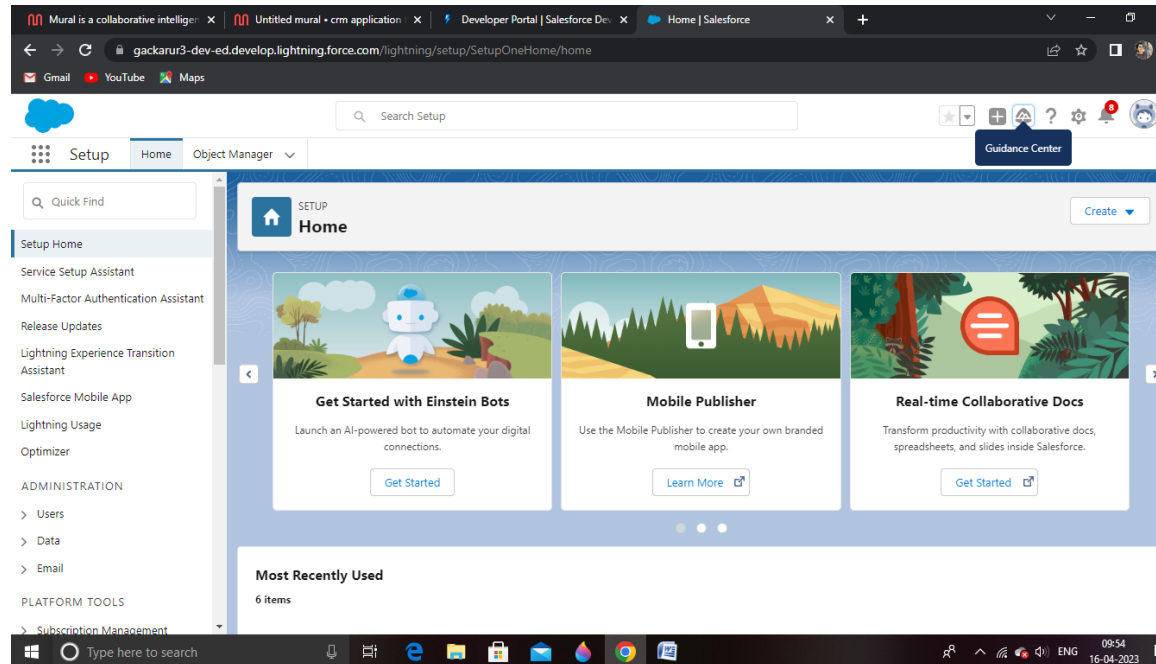 Mural is a collaborative intelligen
Untitled mural • crm application
Developer Portal | Salesforce Dev
Home | Salesforce
gackarur3-dev-ed.develop.lightning.force.com/lightning/setup/SetupOneHome/home
Gmail YouTube Maps
Search Setup
8
Guidance Center
Setup Home Object Manager
Quick Find
Setup Home
Service Setup Assistant
Multi-Factor Authentication Assistant
Release Updates
Lightning Experience Transition
Assistant
Salesforce Mobile App
Lightning Usage
Optimizer
ADMINISTRATION
Users
Data
Email
PLATFORM TOOLS
Subscription Management
SETUP
Home
Create
Get Started with Einstein Bots
Launch an AI-powered bot to automate your digital
connections.
Get Started
Mobile Publisher
Use the Mobile Publisher to create your own branded
mobile app.
Learn More
Real-time Collaborative Docs
Transform productivity with collaborative docs,
spreadsheets, and slides inside Salesforce.
Get Started
Most Recently Used
6 items
Type here to search
ENG
09:54
16-04-2023